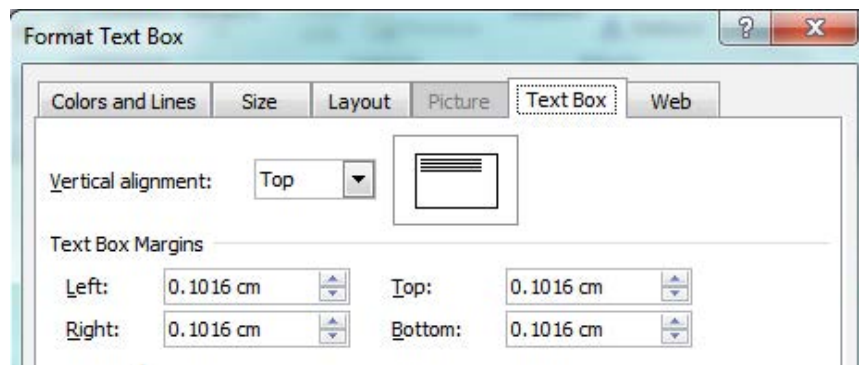 Format Text Box
Colors and Lines Size Layout Picture Text Box Web
Vertical alignment: Top
Text Box Margins
Left: 0.1016 cm Top: 0.1016 cm
Right: 0.1016 cm Bottom: 0.1016 cm